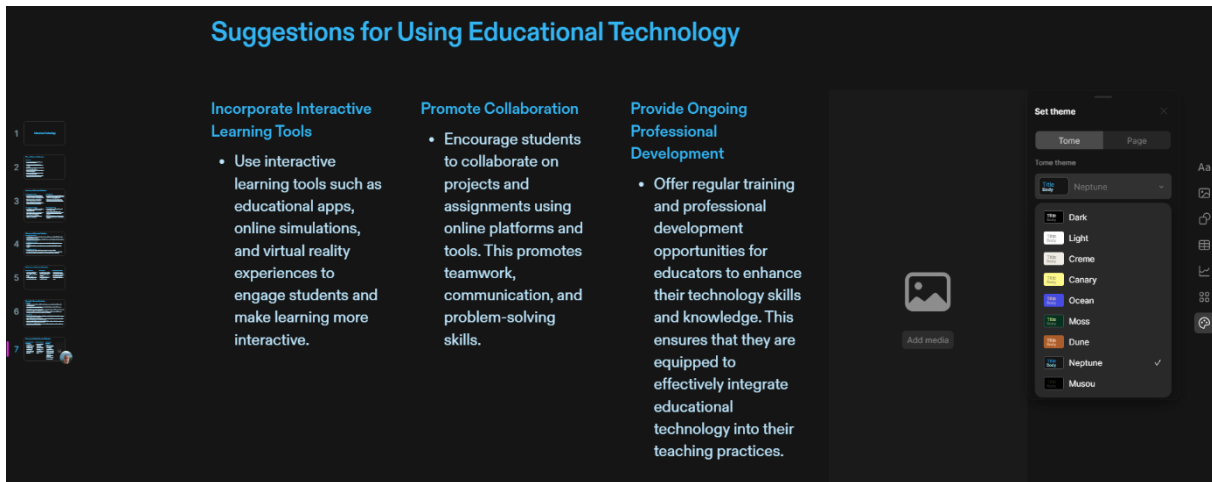 Suggestions for Using Educational Technology
Incorporate Interactive
Learning Tools
• Use interactive
learning tools such as
educational apps,
online simulations,
and virtual reality
experiences to
engage students and
make learning more
interactive.
Promote Collaboration
• Encourage students
to collaborate on
projects and
assignments using
online platforms and
tools. This promotes
teamwork,
communication, and
problem-solving
skills.
Provide Ongoing
Professional
Development
• Offer regular training
and professional
development
opportunities for
educators to enhance
their technology skills
and knowledge. This
ensures that they are
equipped to
effectively integrate
educational
technology into their
teaching practices.
Add media
1
2
3
4
5
6
7
Set theme
Tome Page
Tome theme
Title
Body
Neptune
Dark
Light
Creme
Canary
Ocean
Moss
Dune
Neptune
Musou
Aa